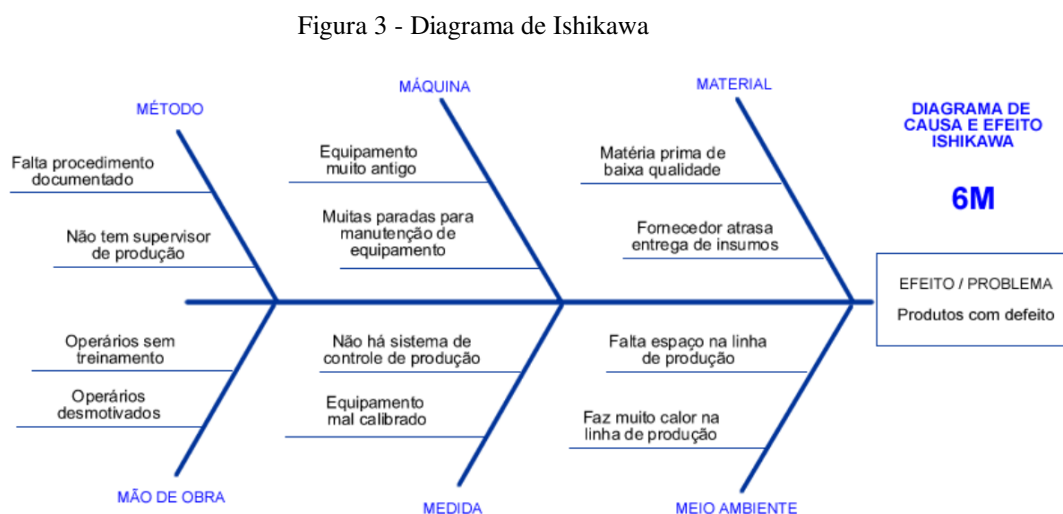 Figura 3 - Diagrama de Ishikawa
MÉTODO
Falta procedimento
documentado
Não tem supervisor
de produção
MÁQUINA
Equipamento
muito antigo
Muitas paradas para
manutenção de
equipamento
MATERIAL
Matéria prima de
baixa qualidade
Fornecedor atrasa
entrega de insumos
DIAGRAMA DE
CAUSA E EFEITO
ISHIKAWA
6M
EFEITO / PROBLEMA
Produtos com defeito
Operários sem
treinamento
Operários
desmotivados
MÃO DE OBRA
Não há sistema de
controle de produção
Equipamento
mal calibrado
MEDIDA
Falta espaço na linha
de produção
Faz muito calor na
linha de produção
MEIO AMBIENTE